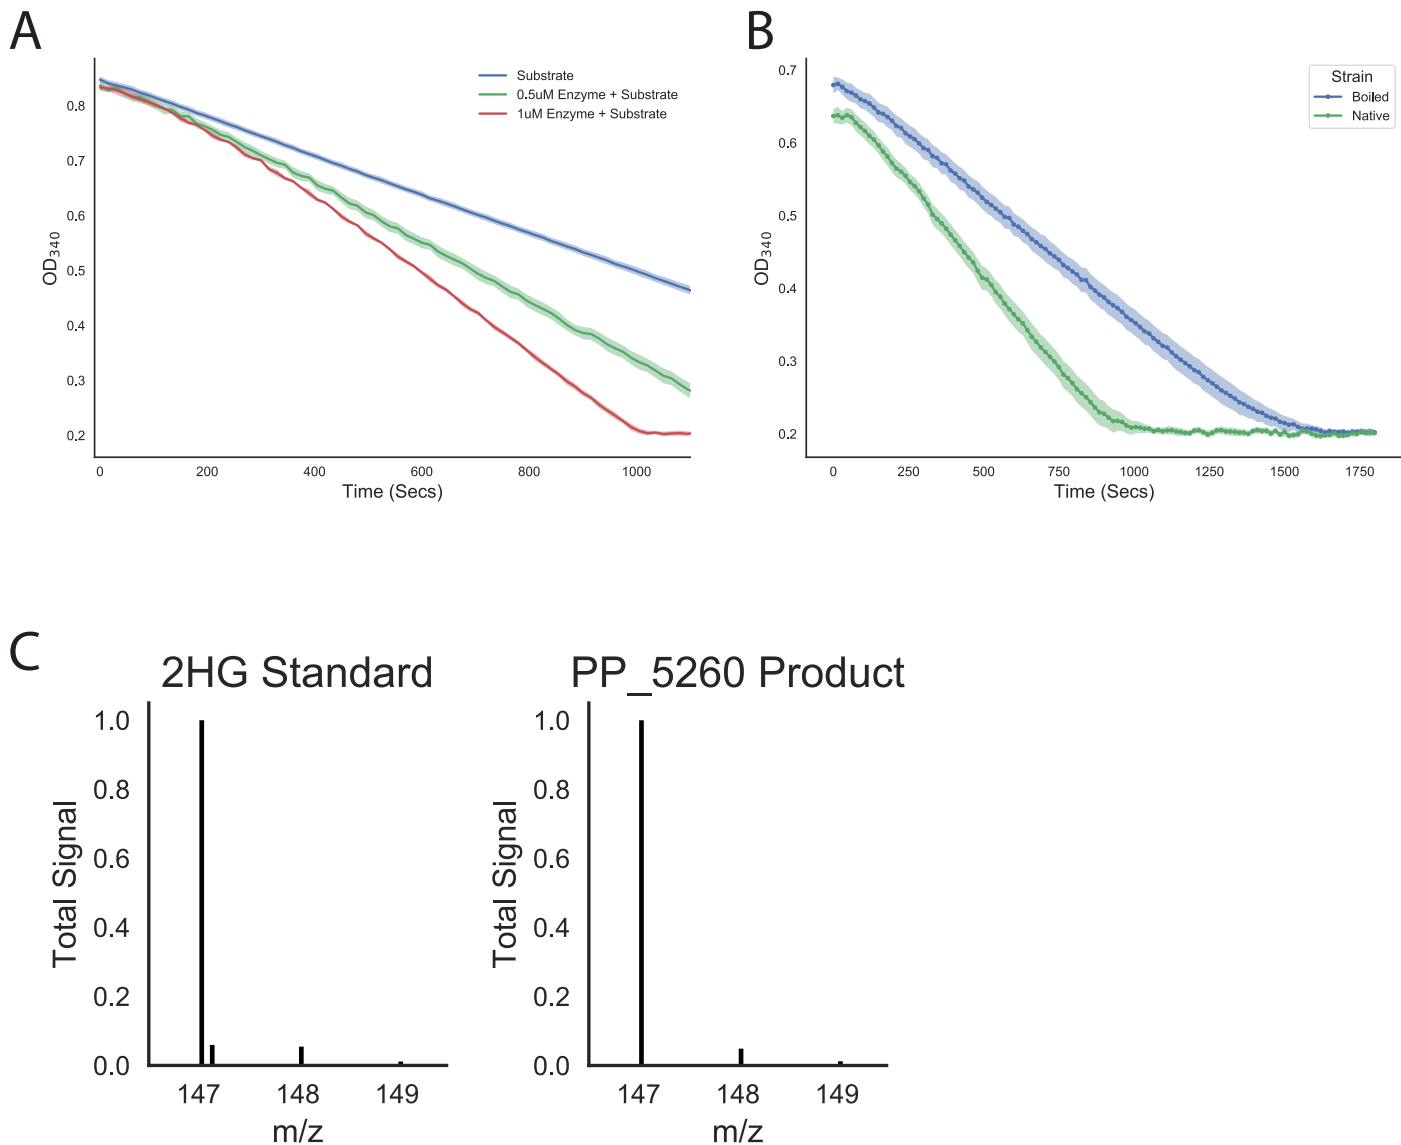 A
0.8
0.7
0.6
0.5
0.4
0.3
0.2
OD340
0 200 400 600 800 1000
Time (Secs)
Substrate
0.5uM Enzyme + Substrate
1uM Enzyme + Substrate
B
0.7
0.6
0.5
0.4
0.3
0.2
OD340
0 250 500 750 1000 1250 1500 1750
Time (Secs)
Strain
Boiled
Native
C
2HG Standard
1.0
0.8
0.6
0.4
0.2
0.0
Total Signal
147 148 149
m/z
PP_5260 Product
1.0
0.8
0.6
0.4
0.2
0.0
Total Signal
147 148 149
m/z